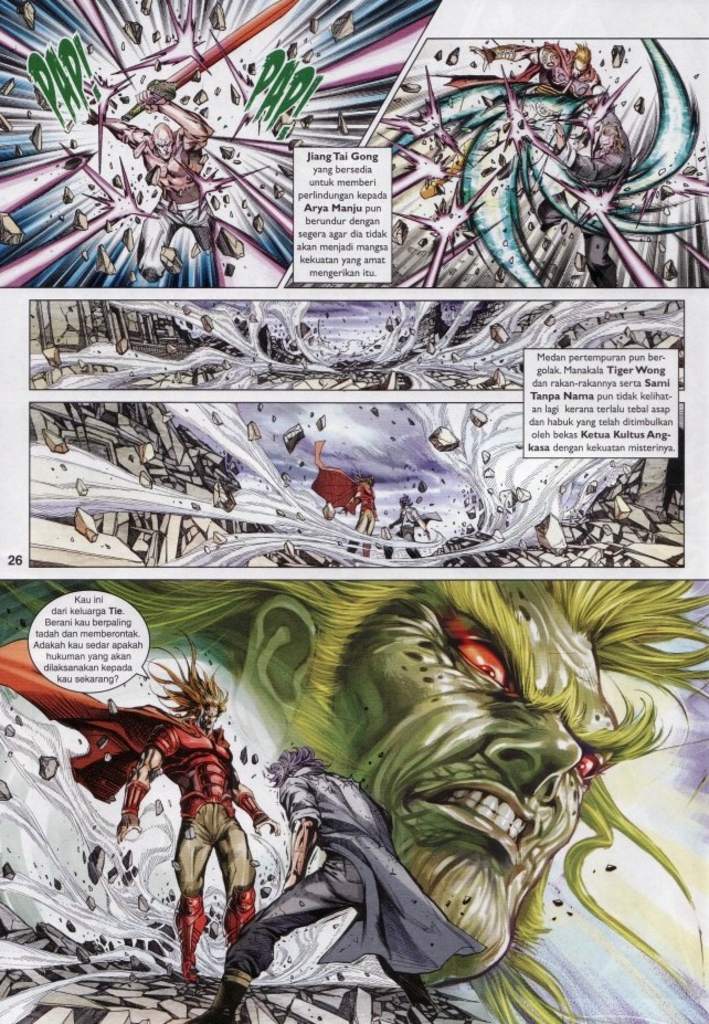 PAP!
PAP!
Jiang Tai Gong
yang bersedia
untuk memberi
perlindungan kepada
Arya Manju pun
berundur dengan
segera agar dia tidak
akan menjadi mangsa
kekuatan yang amat
mengerikan itu.
Medan pertempuran pun ber-
golak. Manakala Tiger Wong
dan rakan-rakannya serta Sami
Tanpa Nama pun tidak kelihat-
an lagi kerana terlalu tebal asap
dan habuk yang telah ditimbulkan
oleh bekas Ketua Kultus Ang-
kasa dengan kekuatan misterinya.
26
Kau ini
dari keluarga Tie.
Berani kau berpaling
tadah dan memberontak.
Adakah kau sedar apakah
hukuman yang akan
dilaksanakan kepada
kau sekarang?